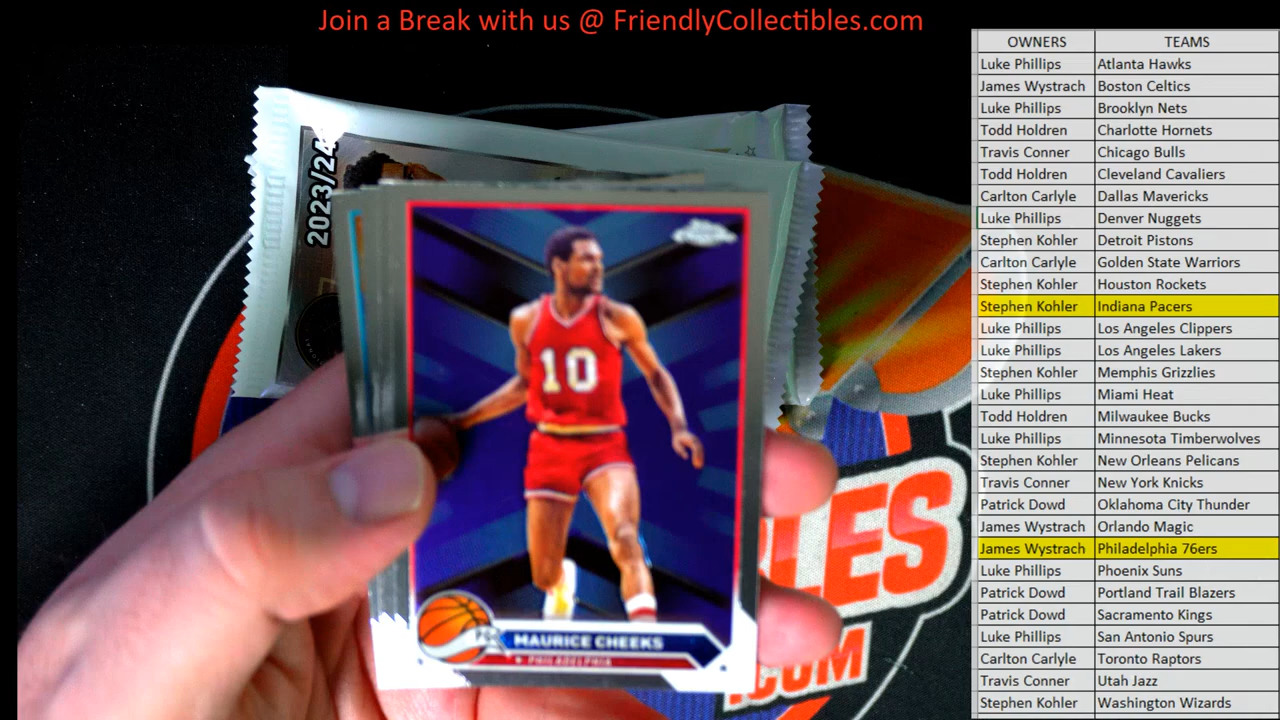 Join a Break with us @ FriendlyCollectibles.com
OWNERS TEAMS
Luke Phillips Atlanta Hawks
James Wystrach Boston Celtics
Luke Phillips Brooklyn Nets
Todd Holdren Charlotte Hornets
Travis Conner Chicago Bulls
Todd Holdren Cleveland Cavaliers
Carlton Carlyle Dallas Mavericks
Luke Phillips Denver Nuggets
Stephen Kohler Detroit Pistons
Carlton Carlyle Golden State Warriors
Stephen Kohler Houston Rockets
Stephen Kohler Indiana Pacers
Luke Phillips Los Angeles Clippers
Luke Phillips Los Angeles Lakers
Stephen Kohler Memphis Grizzlies
Luke Phillips Miami Heat
Todd Holdren Milwaukee Bucks
Luke Phillips Minnesota Timberwolves
Stephen Kohler New Orleans Pelicans
Travis Conner New York Knicks
Patrick Dowd Oklahoma City Thunder
James Wystrach Orlando Magic
James Wystrach Philadelphia 76ers
Luke Phillips Phoenix Suns
Patrick Dowd Portland Trail Blazers
Patrick Dowd Sacramento Kings
Luke Phillips San Antonio Spurs
Carlton Carlyle Toronto Raptors
Travis Conner Utah Jazz
Stephen Kohler Washington Wizards
2023/24
10
MAURICE CHEEKS
PHILADELPHIA
BLES
.COM